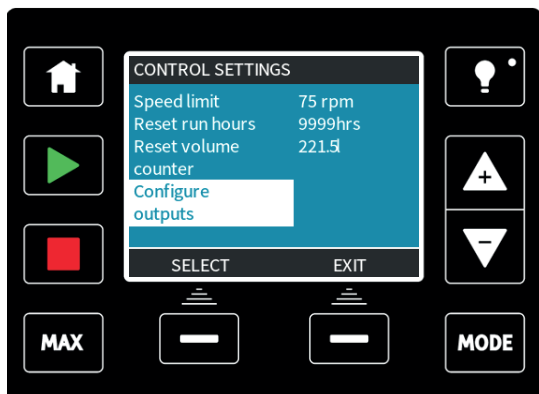 CONTROL SETTINGS
Speed limit 75 rpm
Reset run hours 9999hrs
Reset volume 221.5l
counter
Configure
outputs
SELECT EXIT
+
-
MAX
MODE